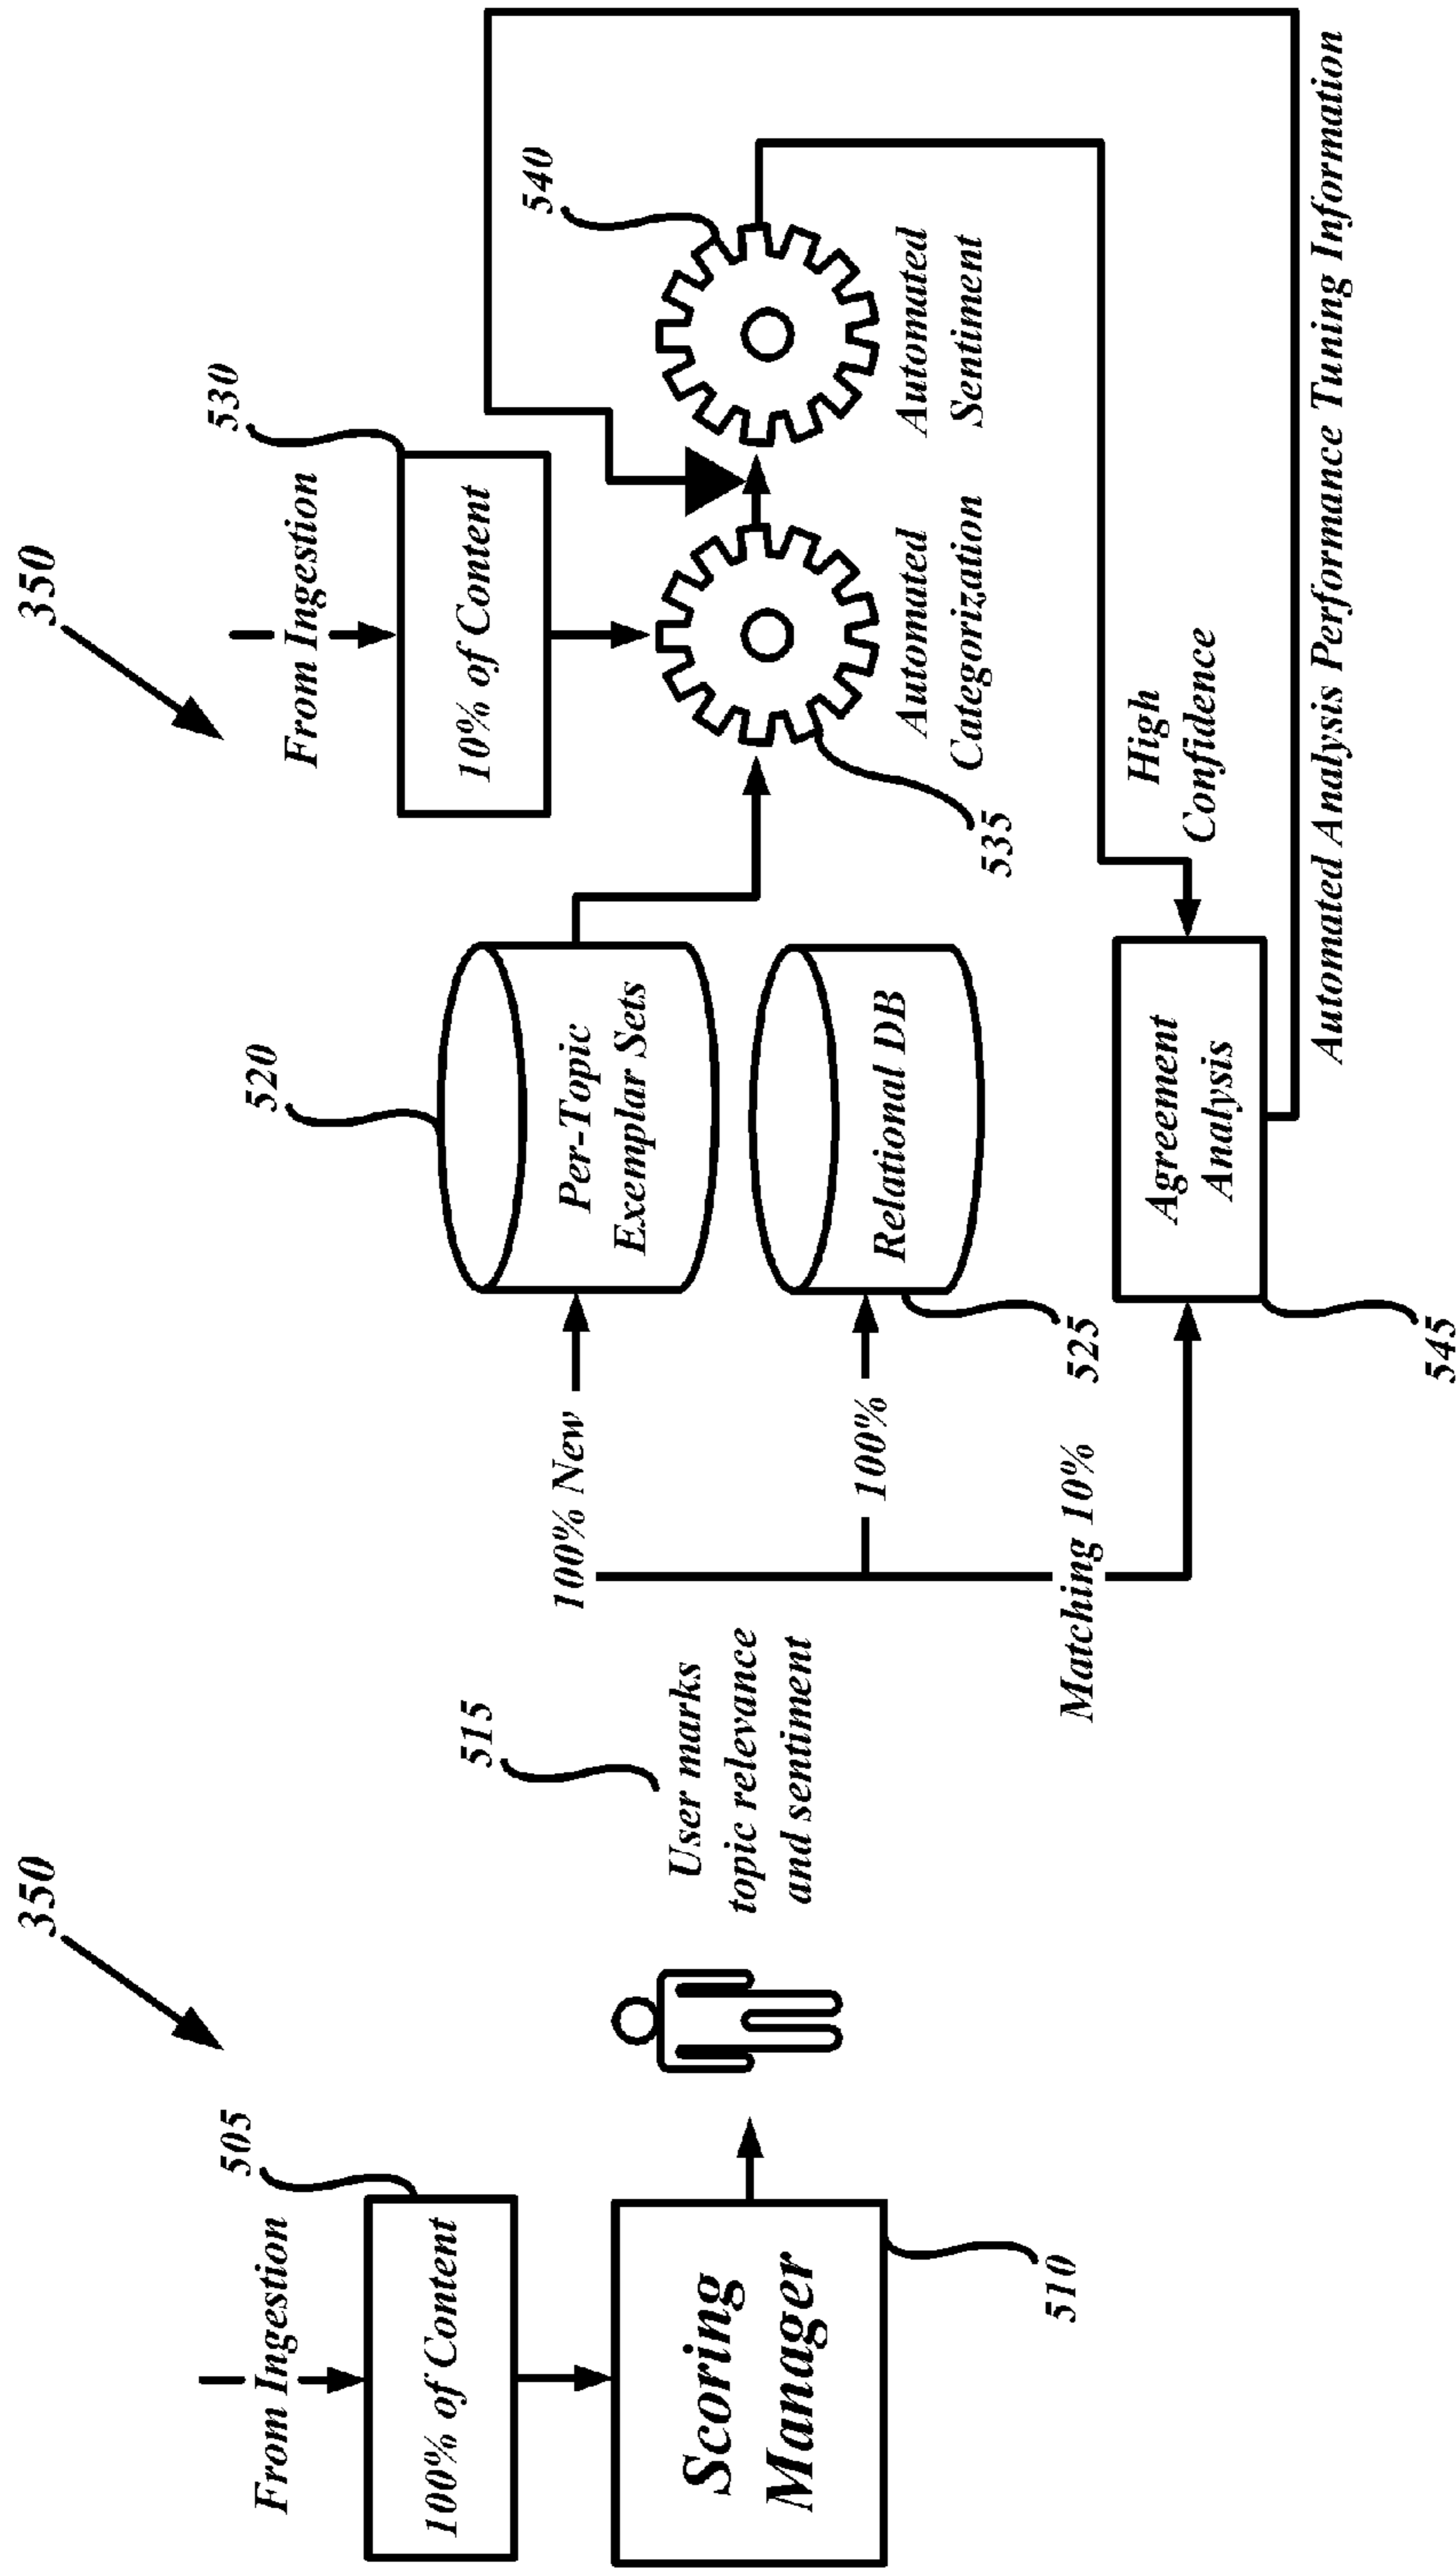 350
350
From Ingestion
505
100% of Content
Scoring
Manager
510
515
User marks
topic relevance
and sentiment
100% New
100%
Matching 10%
520
Per-Topic
Exemplar Sets
Relational DB
525
Agreement
Analysis
545
From Ingestion
530
10% of Content
535
Automated
Categorization
540
Automated
Sentiment
High
Confidence
Automated Analysis Performance Tuning Information